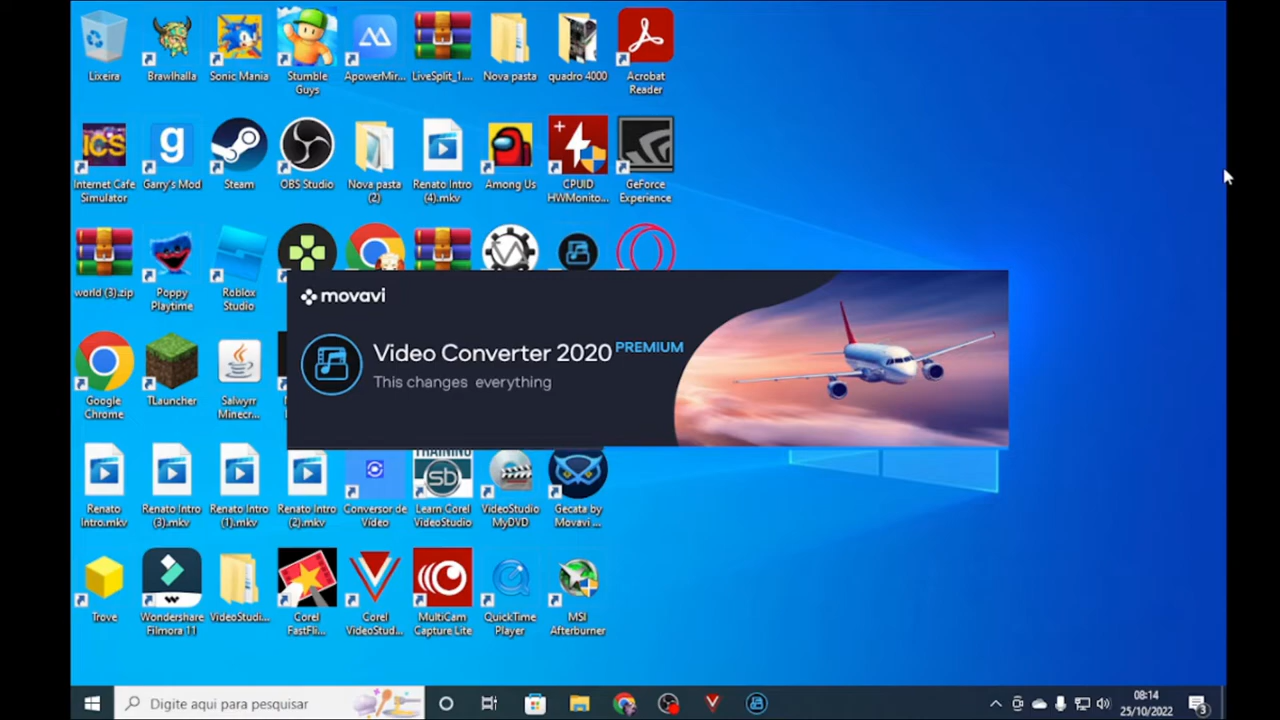 Lixeira
Brawlhalla
Sonic Mania
Stumble
Guys
ApowerMir...
LiveSplit_1....
Nova pasta
quadro 4000
Acrobat
Reader
ICS
Internet Cafe
Simulator
g
Garry's Mod
Steam
OBS Studio
Nova pasta
(2)
Renato Intro
(4).mkv
Among Us
CPUID
HWMonito...
GeForce
Experience
world (3).zip
Poppy
Playtime
Roblox
Studio
movavi
Video Converter 2020 PREMIUM
This changes everything
Google
Chrome
TLauncher
Salwyrr
Minecr...
Renato
Intro.mkv
Renato Intro
(3).mkv
Renato Intro
(1).mkv
Renato Intro
(2).mkv
Conversor de
Vídeo
TRAINING
sb
Learn Corel
VideoStudio
VideoStudio
MyDVD
Gecata by
Movavi ...
Trove
Wondershare
Filmora 11
VideoStudi...
Corel
FastFli...
Corel
VideoStud...
MultiCam
Capture Lite
QuickTime
Player
MSI
Afterburner
Digite aqui para pesquisar
08:14
25/10/2022
3